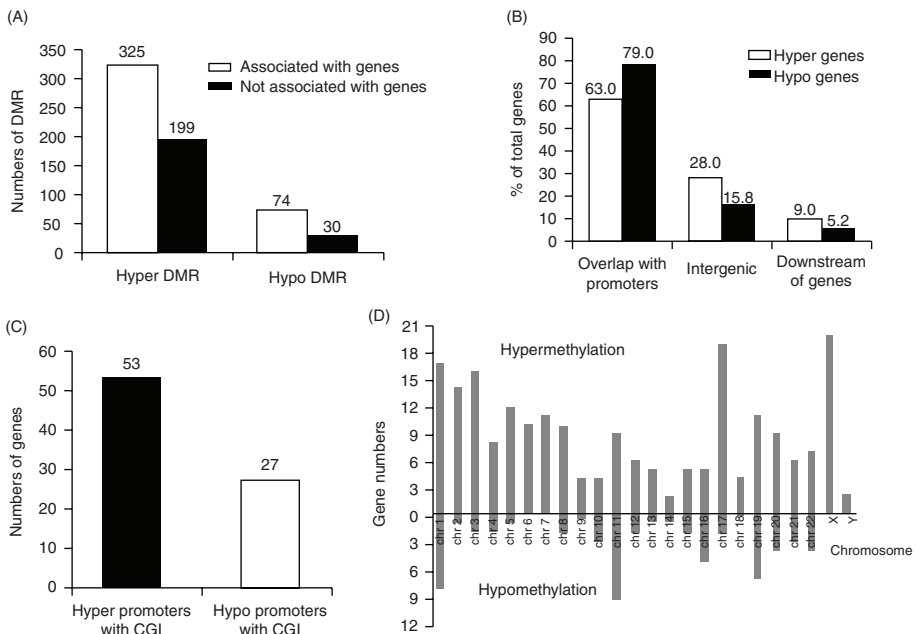 (A)
350
300
250
200
150
100
50
0
Numbers of DMR
325
199
74
30
Associated with genes
Not associated with genes
Hyper DMR
Hypo DMR
(B)
90
80
70
60
50
40
30
20
10
0
% of total genes
63.0
79.0
28.0
15.8
9.0
5.2
Hyper genes
Hypo genes
Overlap with
promoters
Intergenic
Downstream
of genes
(C)
60
50
40
30
20
10
0
Numbers of genes
53
27
Hyper promoters
with CGI
Hypo promoters
with CGI
(D)
21
18
15
12
9
6
3
0
3
6
9
12
Gene numbers
Hypermethylation
chr 1
chr 2
chr 3
chr 4
chr 5
chr 6
chr 7
chr 8
chr 9
chr 10
chr 11
chr 12
chr 13
chr 14
chr 15
chr 16
chr 17
chr 18
chr 19
chr 20
chr 21
chr 22
X
Y
Chromosome
Hypomethylation